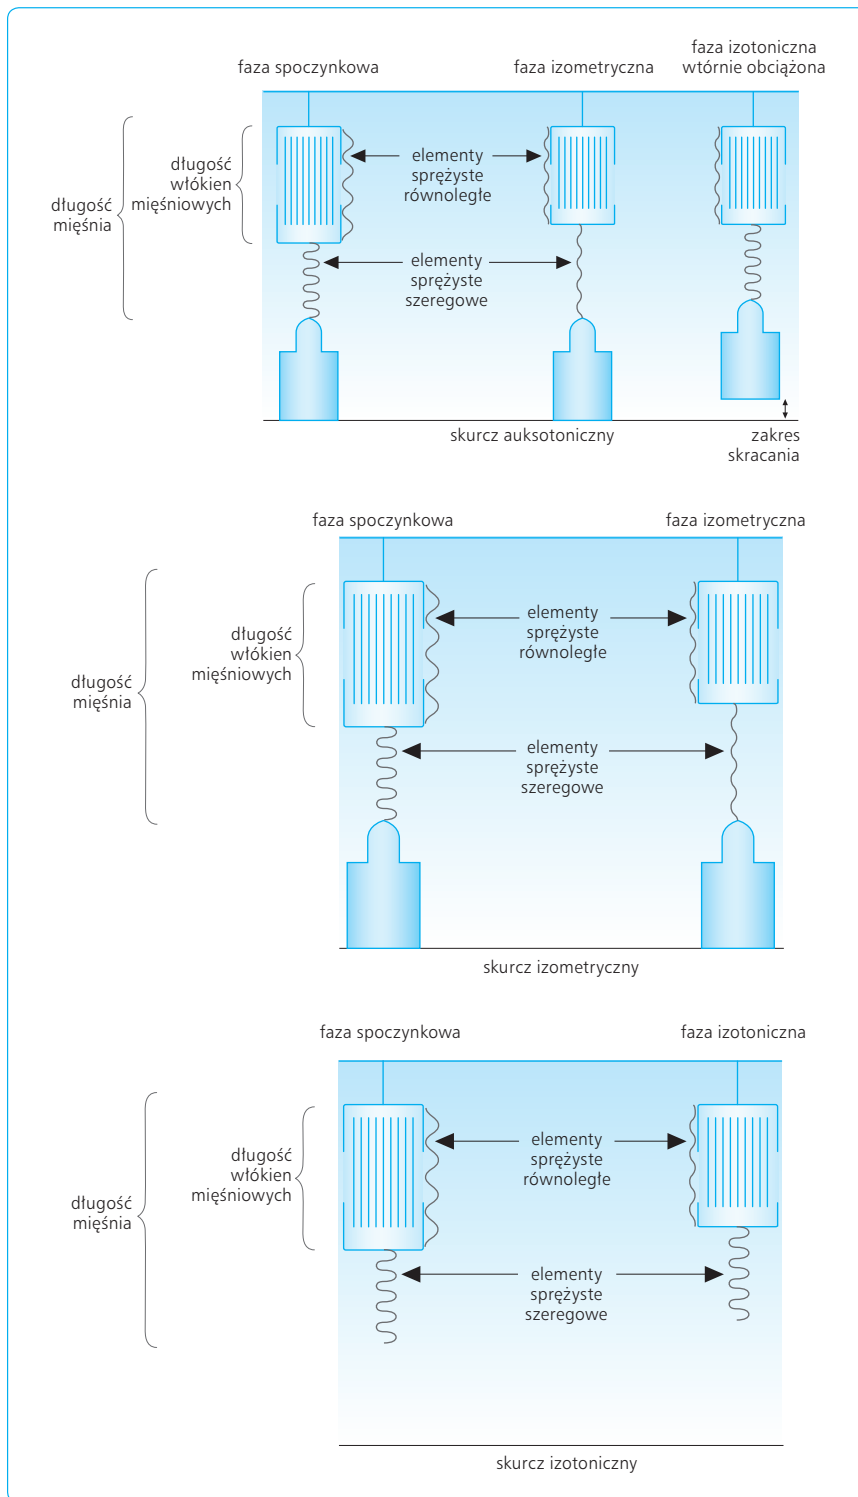 faza spoczynkowa
faza izometryczna
faza izotoniczna
wtórnie obciążona
długość
mięśnia
długość
włókien
mięśniowych
elementy
sprężyste
równoległe
elementy
sprężyste
szeregowe
skurcz auksotoniczny
zakres
skracania
faza spoczynkowa
faza izometryczna
długość
mięśnia
długość
włókien
mięśniowych
elementy
sprężyste
równoległe
elementy
sprężyste
szeregowe
skurcz izometryczny
faza spoczynkowa
faza izotoniczna
długość
mięśnia
długość
włókien
mięśniowych
elementy
sprężyste
równoległe
elementy
sprężyste
szeregowe
skurcz izotoniczny